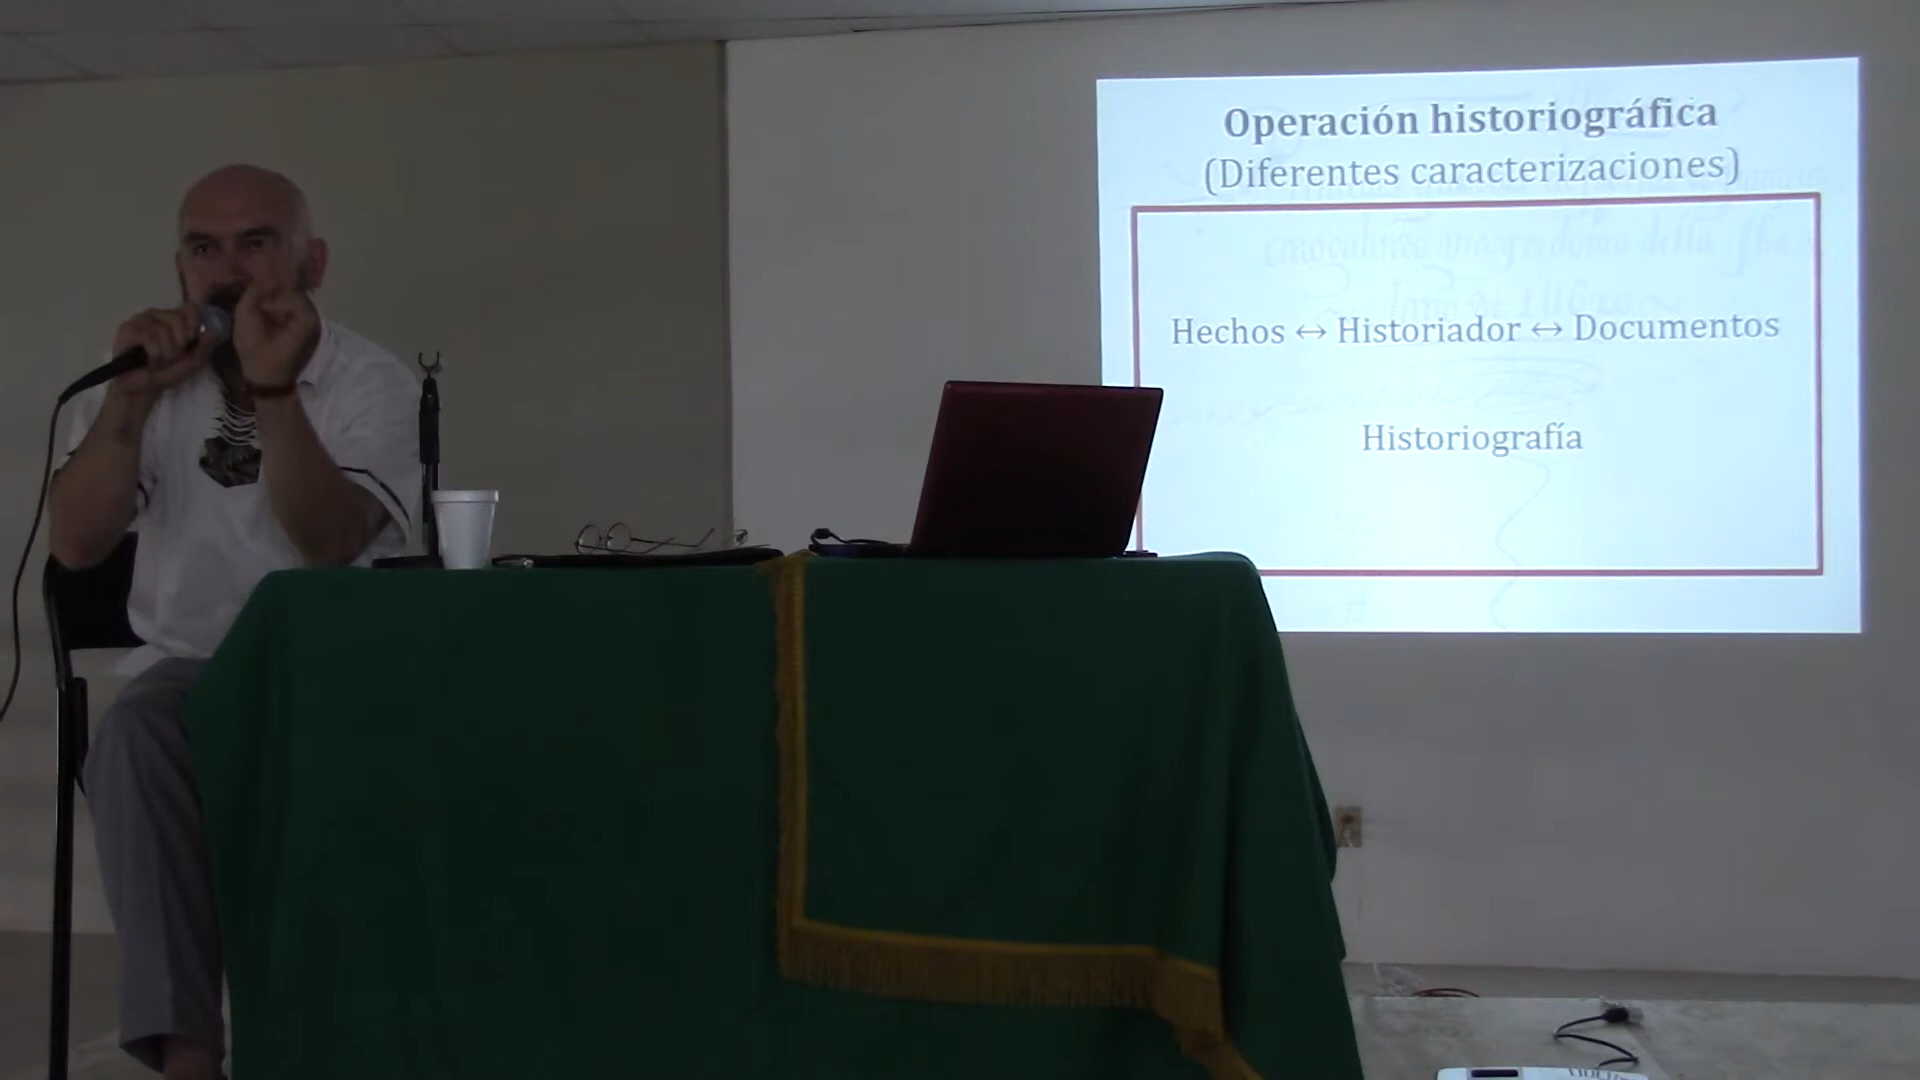 Operación historiográfica
(Diferentes caracterizaciones)
Hechos ↔ Historiador ↔ Documentos
Historiografía